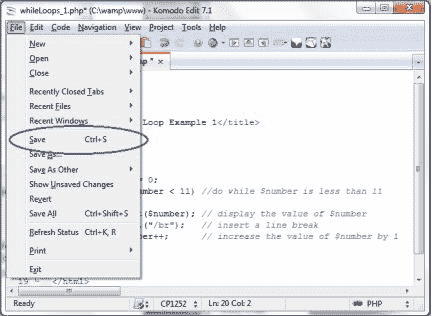 whileLoops_1.php* (C:\wamp\www) - Komodo Edit 7.1
File Edit Code Navigation View Project Tools Help
New
Open
Close
Recently Closed Tabs
Recent Files
Recent Windows
Save Ctrl+S
Save As...
Save As Other
Show Unsaved Changes
Revert
Save All Ctrl+Shift+S
Refresh Status Ctrl+K, R
Print
Exit
p* ×
Loop Example 1</title>
= 0;
umber < 11) //do while $number is less than 11
($number); // display the value of $number
("/br"); // insert a line break
mber++; // increase the value of $number by 1
19 </html>
Ready CP1252 Ln: 20 Col: 2 PHP